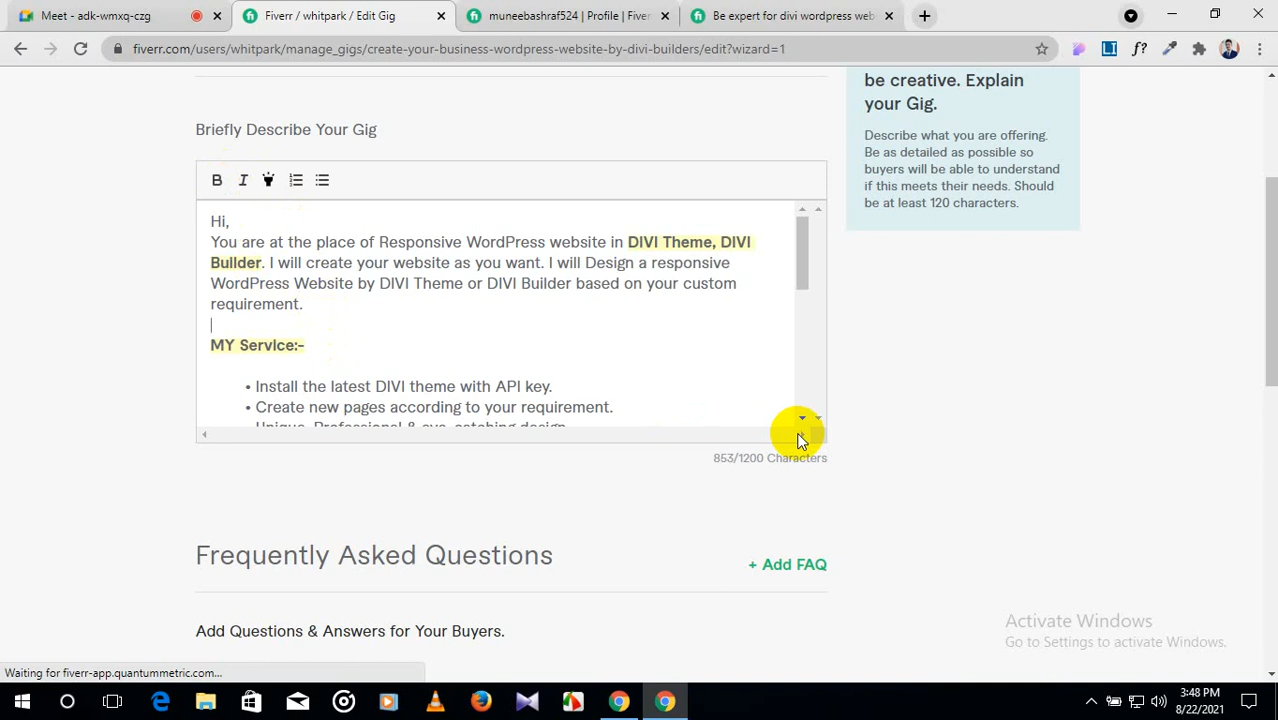 Meet - adk-wmxq-czg
Fiverr / whitpark / Edit Gig
muneebashraf524 | Profile | Fiver
Be expert for divi wordpress web
fiverr.com/users/whitpark/manage_gigs/create-your-business-wordpress-website-by-divi-builders/edit?wizard=1
be creative. Explain
your Gig.
Describe what you are offering.
Be as detailed as possible so
buyers will be able to understand
if this meets their needs. Should
be at least 120 characters.
Briefly Describe Your Gig
B I
Hi,
You are at the place of Responsive WordPress website in DIVI Theme, DIVI
Builder. I will create your website as you want. I will Design a responsive
WordPress Website by DIVI Theme or DIVI Builder based on your custom
requirement.
MY Service:-
• Install the latest DIVI theme with API key.
• Create new pages according to your requirement.
• Unique, Professional & eye-catching design
853/1200 Characters
Frequently Asked Questions
+ Add FAQ
Add Questions & Answers for Your Buyers.
Activate Windows
Go to Settings to activate Windows.
Waiting for fiverr-app.quantummetric.com...
3:48 PM
8/22/2021